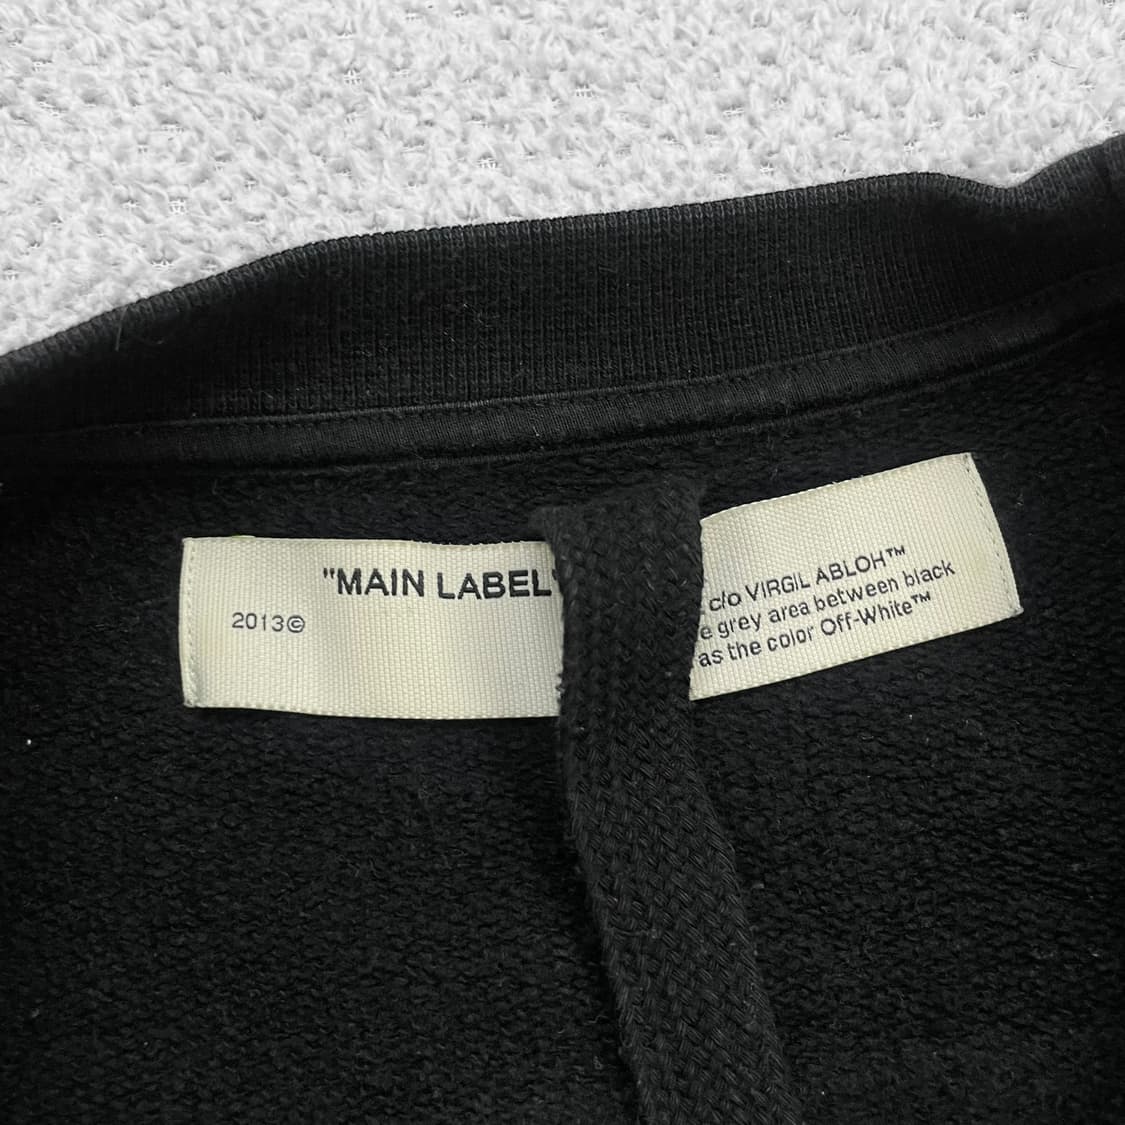 "MAIN LABEL"
2013©
c/o VIRGIL ABLOH™
grey area between black
as the color Off-White™